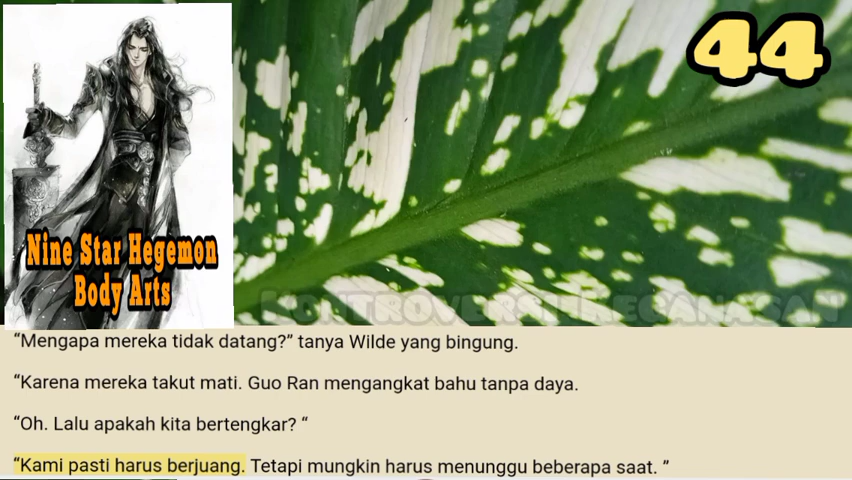 44
Nine Star Hegemon
Body Arts
KONTROVERSI KEGANASAN
“Mengapa mereka tidak datang?” tanya Wilde yang bingung.
“Karena mereka takut mati. Guo Ran mengangkat bahu tanpa daya.
“Oh. Lalu apakah kita bertengkar? “
“Kami pasti harus berjuang. Tetapi mungkin harus menunggu beberapa saat. ”